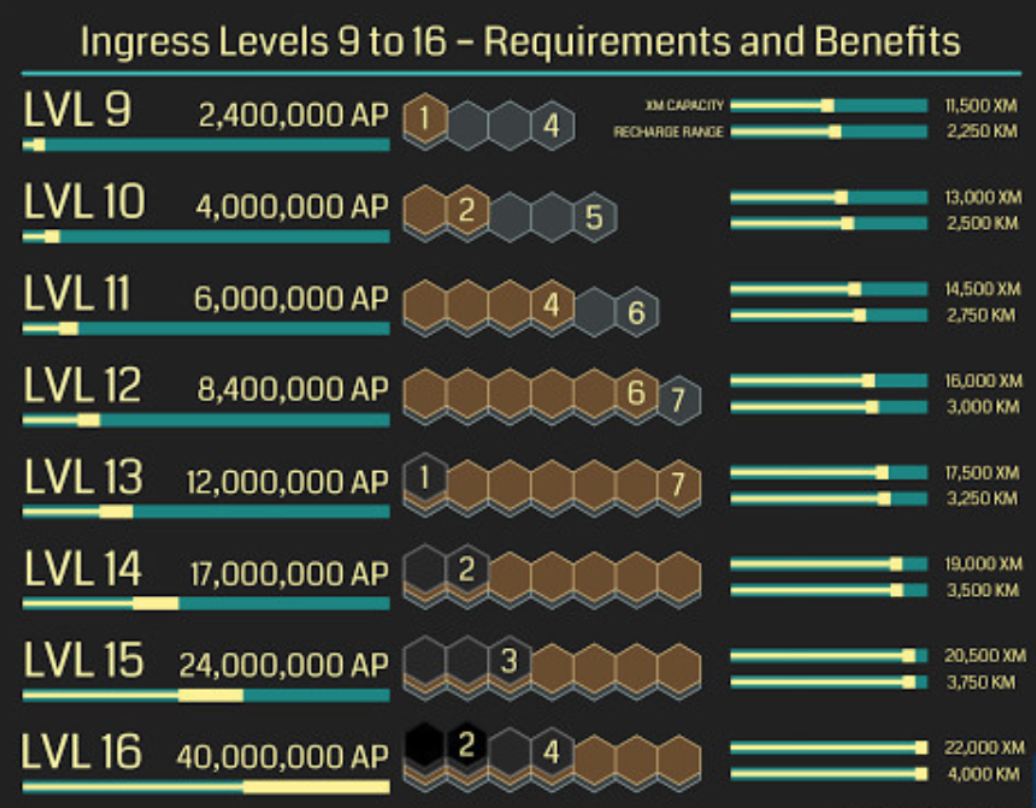 Ingress Levels 9 to 16 – Requirements and Benefits
LVL 9 2,400,000 AP 1 4 XM CAPACITY 11,500 XM
RECHARGE RANGE 2,250 KM
LVL 10 4,000,000 AP 2 5 13,000 XM
2,500 KM
LVL 11 6,000,000 AP 4 6 14,500 XM
2,750 KM
LVL 12 8,400,000 AP 6 7 16,000 XM
3,000 KM
LVL 13 12,000,000 AP 1 7 17,500 XM
3,250 KM
LVL 14 17,000,000 AP 2 19,000 XM
3,500 KM
LVL 15 24,000,000 AP 3 20,500 XM
3,750 KM
LVL 16 40,000,000 AP 2 4 22,000 XM
4,000 KM